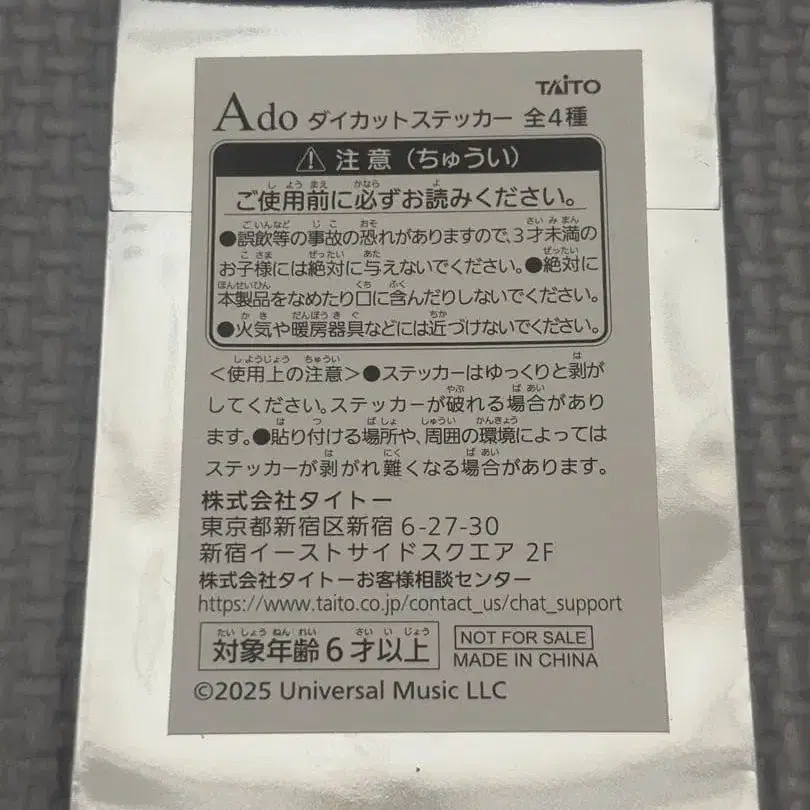 TAITO
Ado ダイカットステッカー 全4種
⚠ 注意(ちゅうい)
ご使用前に必ずお読みください。
●誤飲等の事故の恐れがありますので、3才未満の
お子様には絶対に与えないでください。●絶対に
本製品をなめたり口に含んだりしないでください。
●火気や暖房器具などには近づけないでください。
<使用上の注意>●ステッカーはゆっくりと剥が
してください。ステッカーが破れる場合があり
ます。●貼り付ける場所や、周囲の環境によっては
ステッカーが剥がれ難くなる場合があります。
株式会社タイトー
東京都新宿区新宿 6-27-30
新宿イーストサイドスクエア 2F
株式会社タイトーお客様相談センター
https://www.taito.co.jp/contact_us/chat_support
対象年齢6才以上
NOT FOR SALE
MADE IN CHINA
©2025 Universal Music LLC